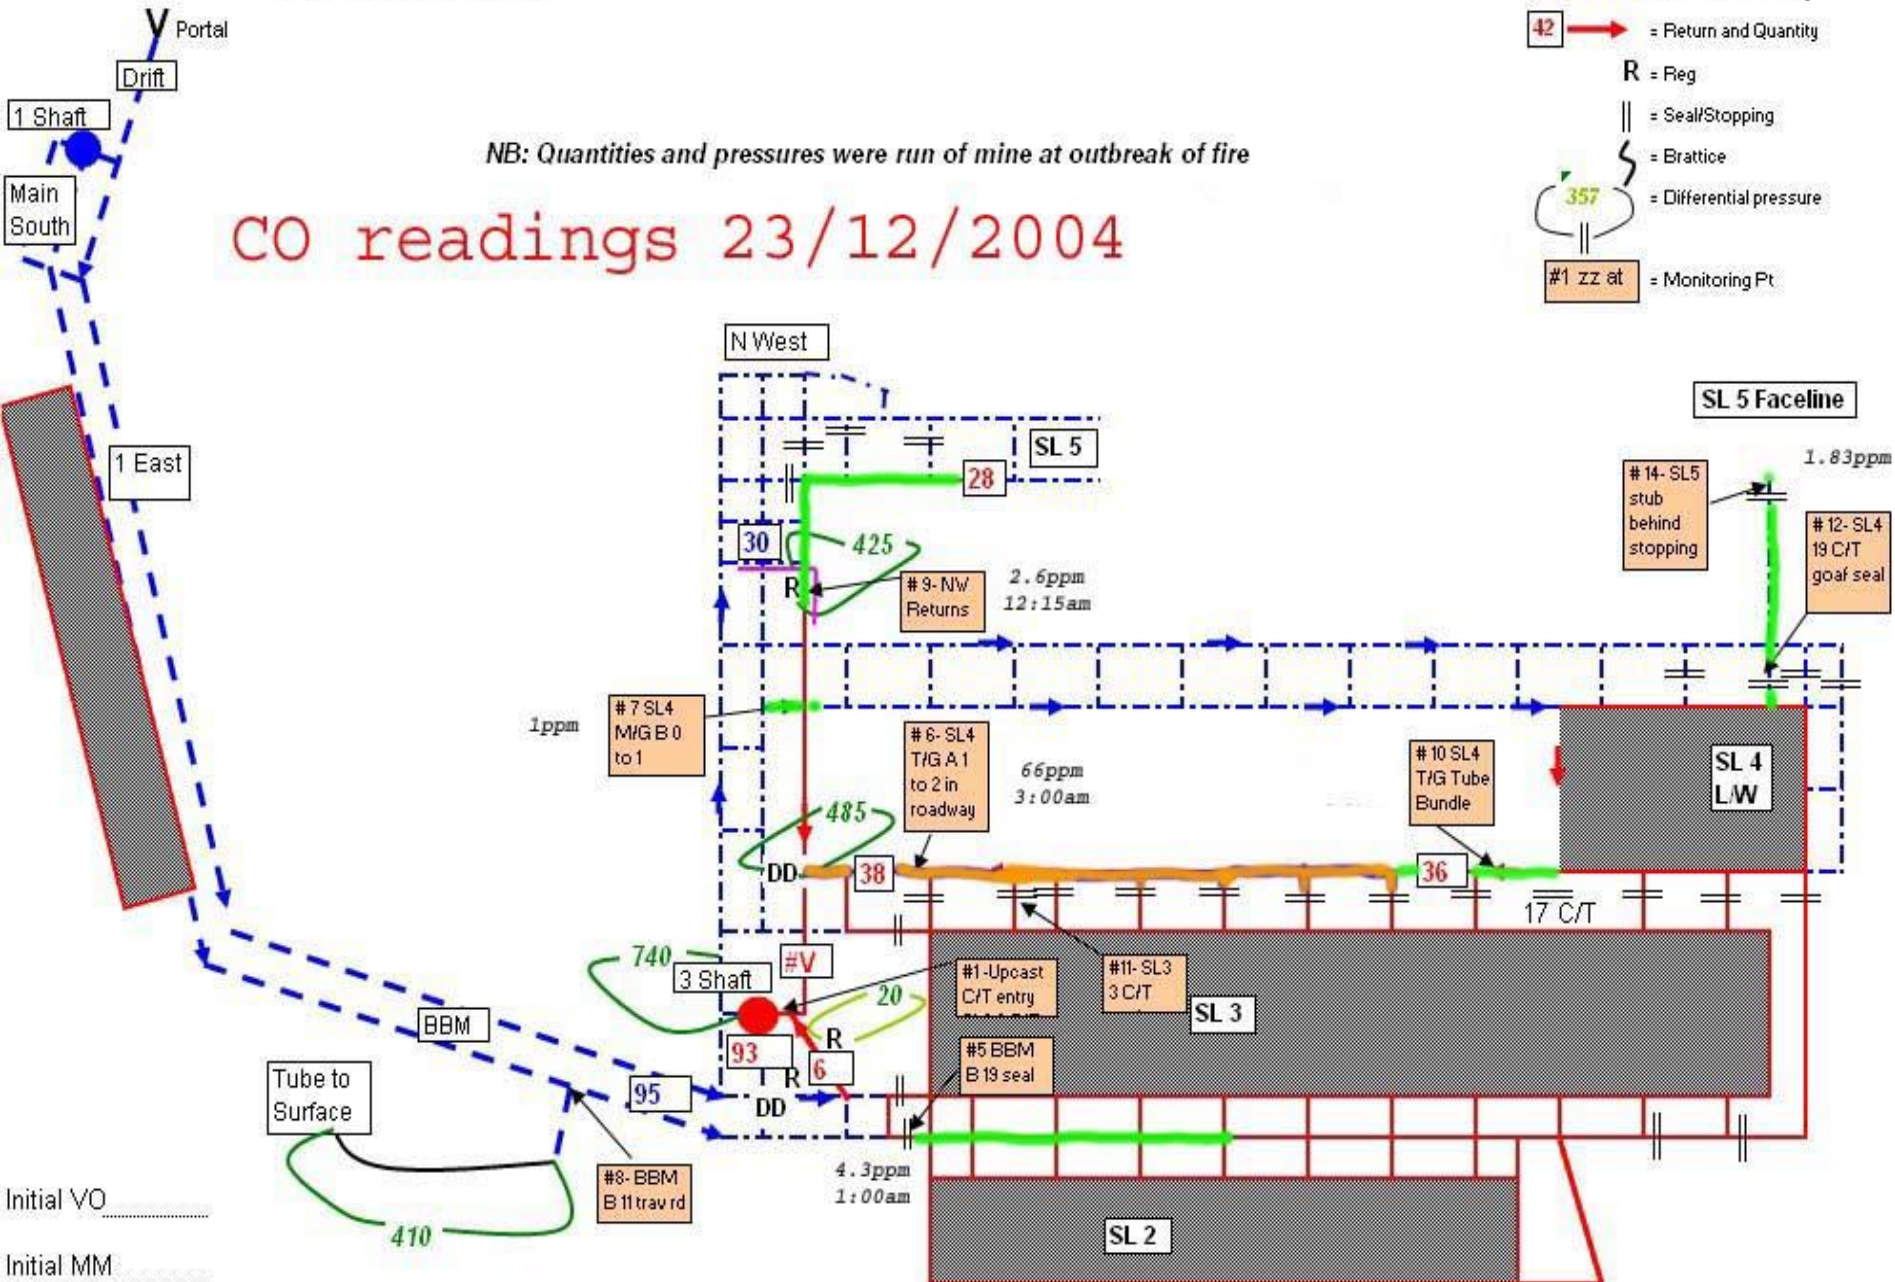 V Portal
Drift
1 Shaft
Main
South
42
= Return and Quantity
R = Reg
= Seal/Stopping
= Brattice
357
= Differential pressure
#1 zz at
= Monitoring Pt
NB: Quantities and pressures were run of mine at outbreak of fire
CO readings 23/12/2004
N West
SL 5 Faceline
1 East
SL 5
28
30
425
R
# 9- NW
Returns
2.6ppm
12:15am
# 14- SL5
stub
behind
stopping
1.83ppm
# 12- SL4
19 C/T
goaf seal
1ppm
# 7 SL4
M/G B 0
to 1
# 6- SL4
T/G A 1
to 2 in
roadway
66ppm
3:00am
# 10 SL4
T/G Tube
Bundle
SL 4
L/W
485
DD
38
36
17 C/T
740
3 Shaft
#V
#1-Upcast
C/T entry
#11- SL3
3 C/T
SL 3
20
R
93
R
6
#5 BBM
B 19 seal
BBM
95
DD
Tube to
Surface
#8- BBM
B 11 trav rd
4.3ppm
1:00am
410
SL 2
Initial VO
Initial MM